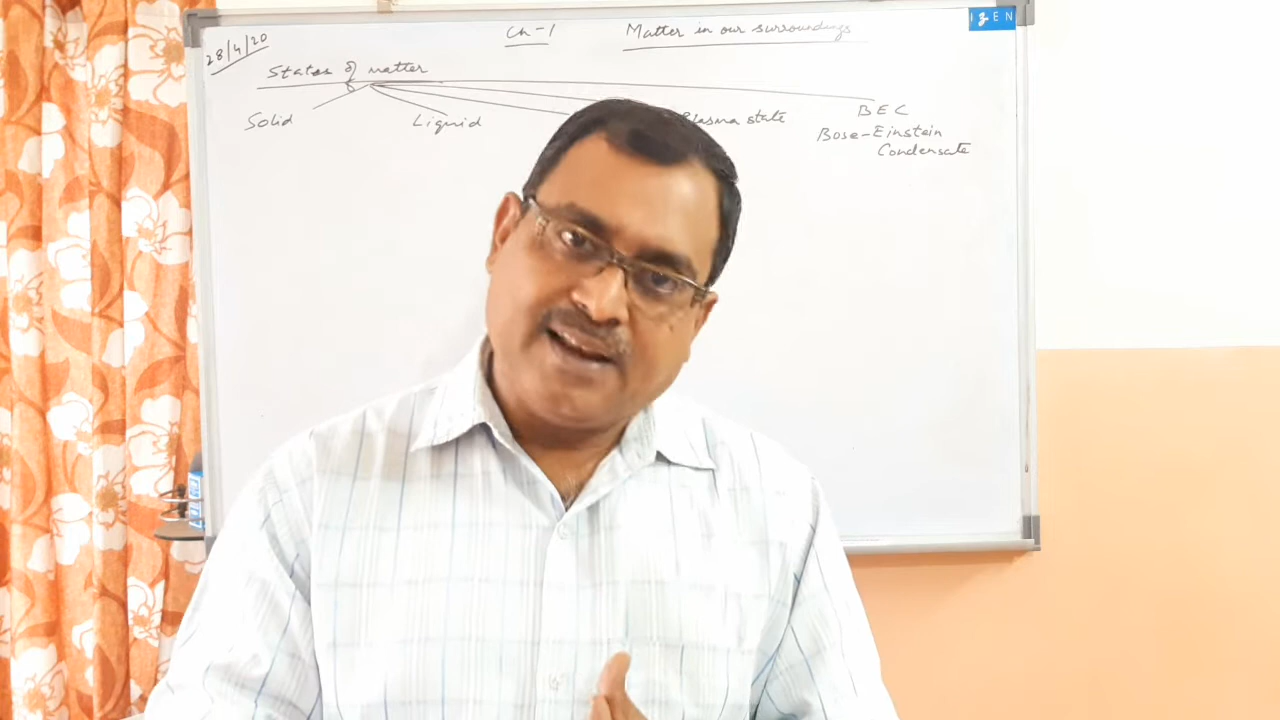 28/4/20
Ch-1 Matter in our surroundings
States of matter
Solid Liquid Plasma state BEC
Bose-Einstein
Condensate
IZEN